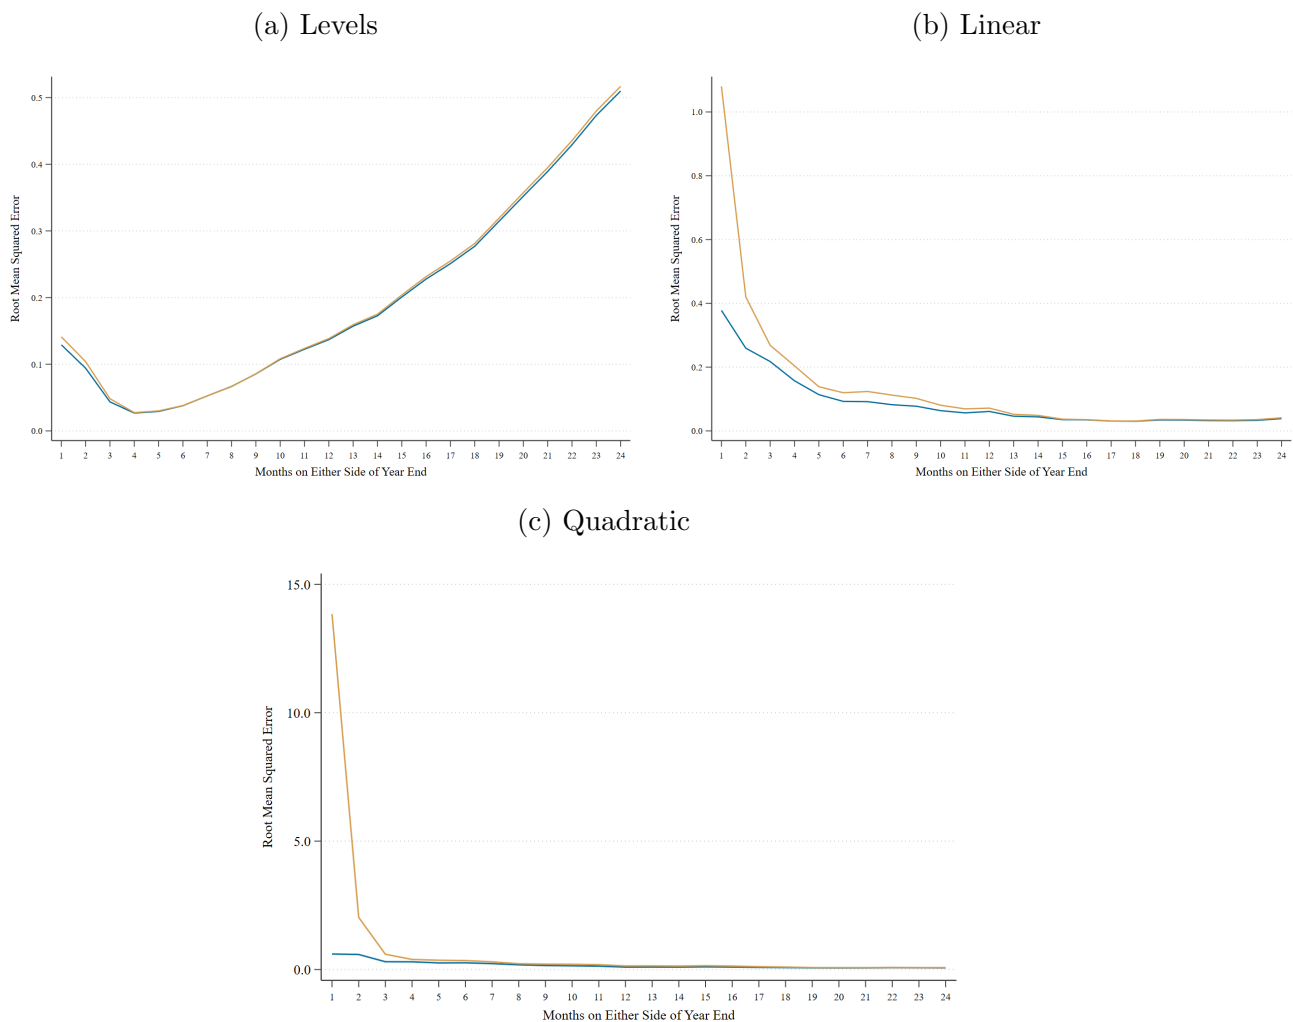 (a) Levels
Root Mean Squared Error
0.5
0.4
0.3
0.2
0.1
0.0
1 2 3 4 5 6 7 8 9 10 11 12 13 14 15 16 17 18 19 20 21 22 23 24
Months on Either Side of Year End
(b) Linear
Root Mean Squared Error
1.0
0.8
0.6
0.4
0.2
0.0
1 2 3 4 5 6 7 8 9 10 11 12 13 14 15 16 17 18 19 20 21 22 23 24
Months on Either Side of Year End
(c) Quadratic
Root Mean Squared Error
15.0
10.0
5.0
0.0
1 2 3 4 5 6 7 8 9 10 11 12 13 14 15 16 17 18 19 20 21 22 23 24
Months on Either Side of Year End